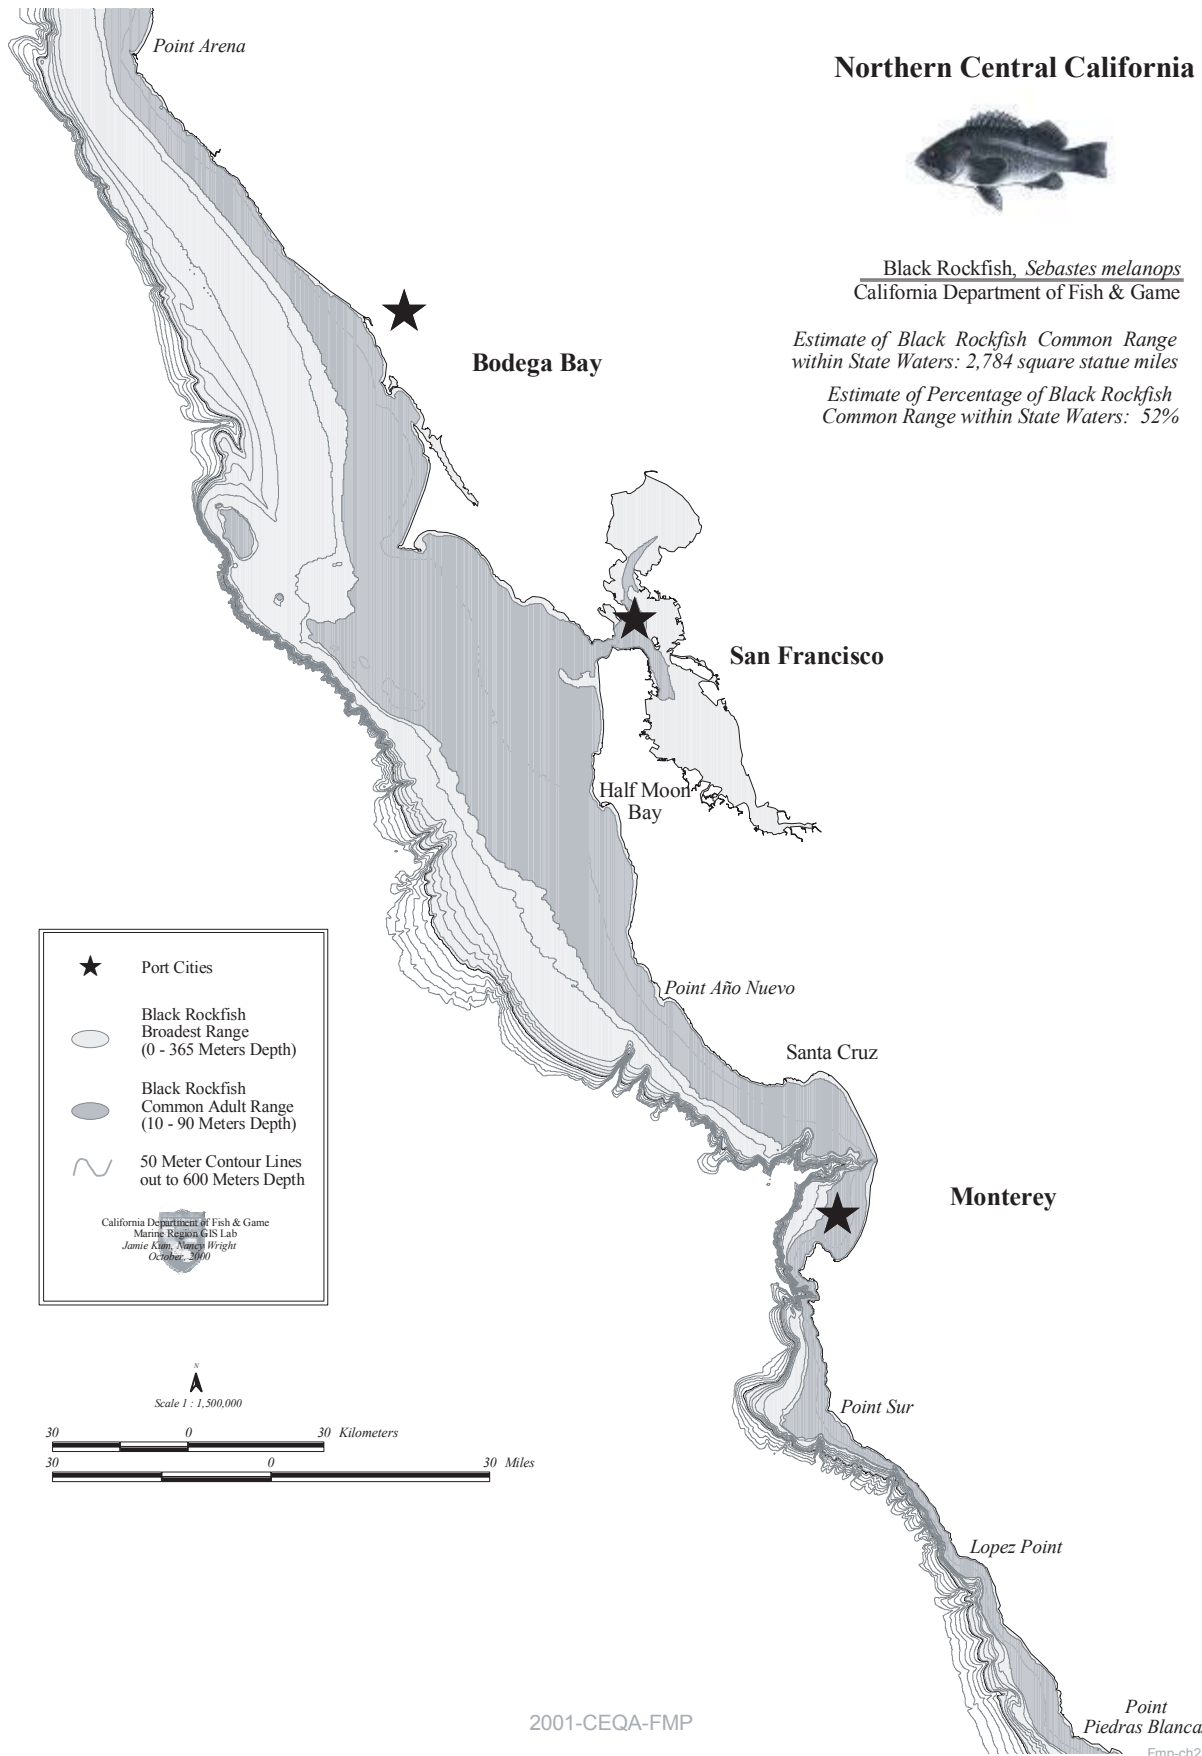 Point Arena
Northern Central California
Black Rockfish, Sebastes melanops
California Department of Fish & Game
Estimate of Black Rockfish Common Range
within State Waters: 2,784 square statue miles
Estimate of Percentage of Black Rockfish
Common Range within State Waters: 52%
Bodega Bay
San Francisco
Half Moon
Bay
Point Año Nuevo
Santa Cruz
Monterey
Port Cities
Black Rockfish
Broadest Range
(0 - 365 Meters Depth)
Black Rockfish
Common Adult Range
(10 - 90 Meters Depth)
50 Meter Contour Lines
out to 600 Meters Depth
California Department of Fish & Game
Marine Region GIS Lab
Jamie Kum, Nancy Wright
October, 2000
N
Scale 1 : 1,500,000
30 0 30 Kilometers
30 0 30 Miles
Point Sur
Lopez Point
Point
Piedras Blanca
2001-CEQA-FMP
Fmp-ch2